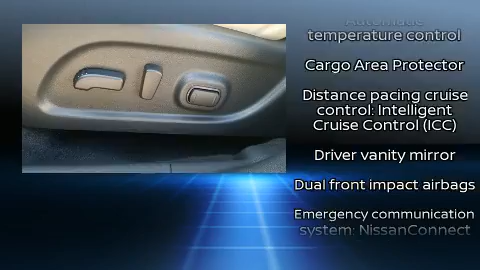 Automatic
temperature control
Cargo Area Protector
Distance pacing cruise
control: Intelligent
Cruise Control (ICC)
Driver vanity mirror
Dual front impact airbags
Emergency communication
system: NissanConnect